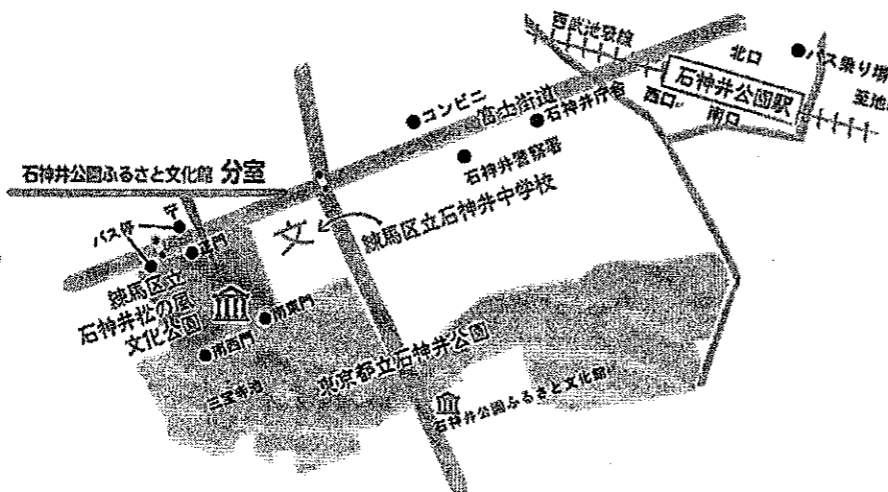 西武池袋線
北口
バス乗り場
石神井公園駅
至池
西口
南口
コンビニ
富士街道
石神井庁舎
石神井警察署
石神井公園ふるさと文化館 分室
練馬区立石神井中学校
文
バス停
正門
練馬区立
石神井松の風
文化公園
南東門
南西門
東京都立石神井公園
三宝寺池
石神井公園ふるさと文化館